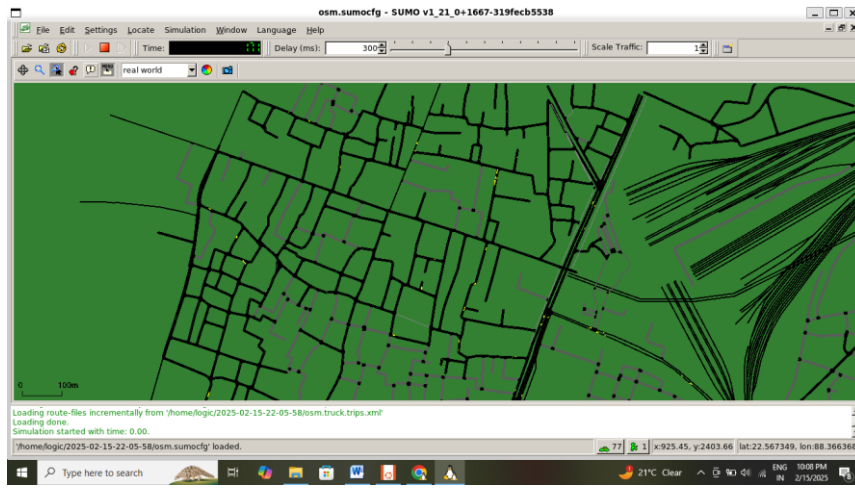 osm.sumocfg - SUMO v1_21_0+1667-319fecb5538
File Edit Settings Locate Simulation Window Language Help
Time: Delay (ms): 300 Scale Traffic: 1
real world
0 100m
Loading route-files incrementally from '/home/logic/2025-02-15-22-05-58/osm.truck.trips.xml'
Loading done.
Simulation started with time: 0.00.
'/home/logic/2025-02-15-22-05-58/osm.sumocfg' loaded.
77 1 x:925.45, y:2403.66 lat:22.567349, lon:88.366368
Type here to search
21°C Clear
ENG 10:08 PM
IN 2/15/2025